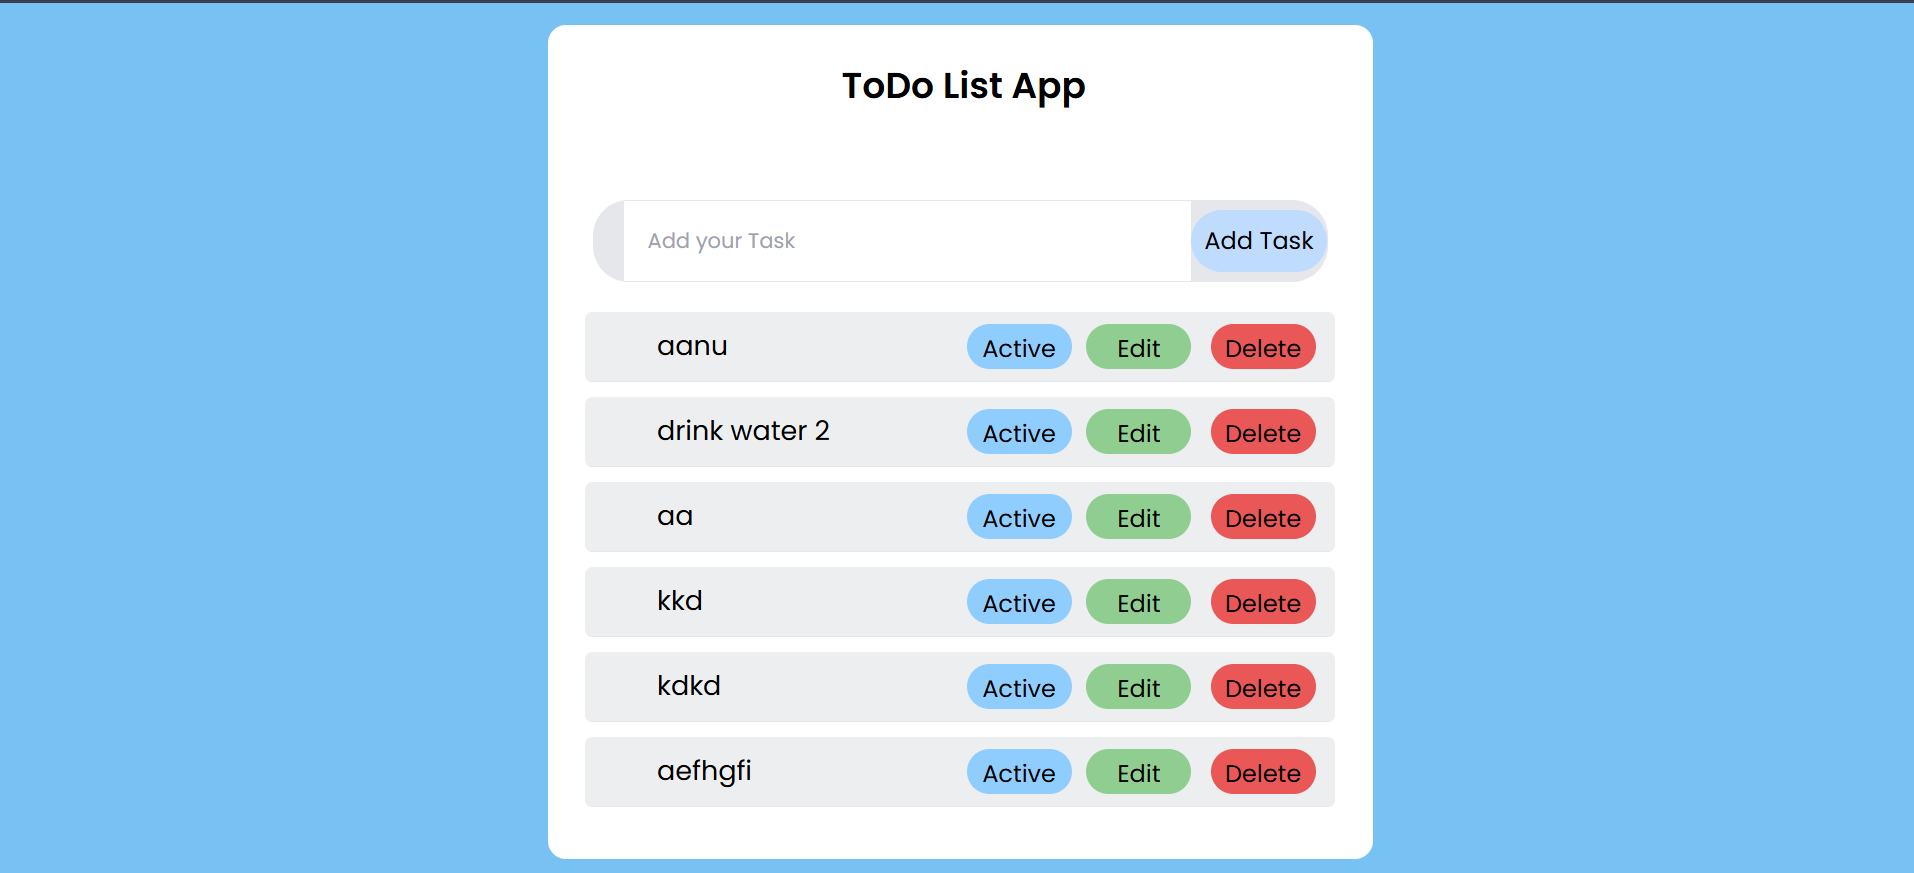 ToDo List App
Add your Task Add Task
aanu Active Edit Delete
drink water 2 Active Edit Delete
aa Active Edit Delete
kkd Active Edit Delete
kdkd Active Edit Delete
aefhgfi Active Edit Delete